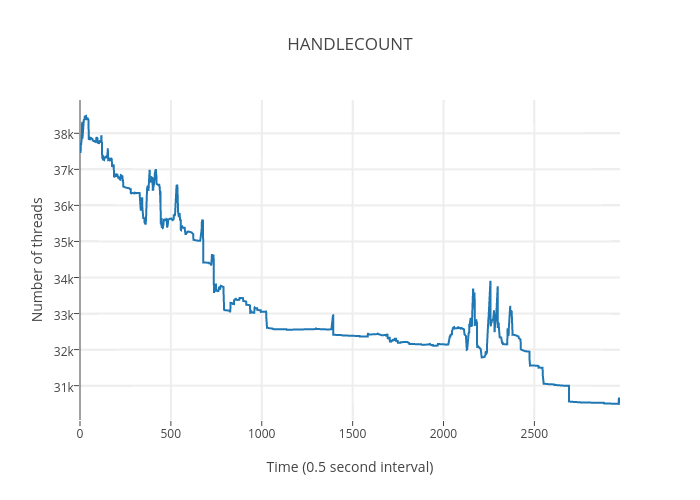 HANDLECOUNT
38k
37k
36k
35k
34k
33k
32k
31k
Number of threads
0
500
1000
1500
2000
2500
Time (0.5 second interval)